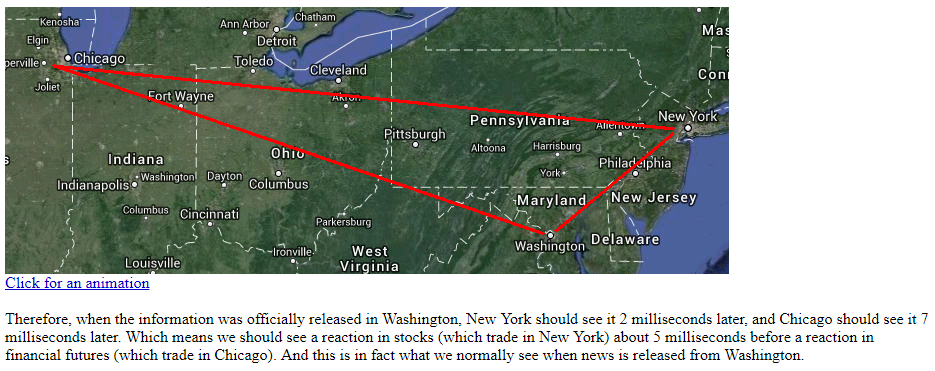 Kenosha
Ann Arbor
Chatham
Mas
Elgin
Detroit
perville
Chicago
Toledo
Cleveland
Conn
Joliet
Fort Wayne
Akron
New York
Pennsylvania
Allentown
Pittsburgh
Altoona
Harrisburg
Ohio
Indiana
Philadelphia
Washington
Dayton
York
Indianapolis
Columbus
Maryland
New Jersey
Columbus
Cincinnati
Parkersburg
Washington
Delaware
Ironville
West
Virginia
Louisville
Click for an animation
Therefore, when the information was officially released in Washington, New York should see it 2 milliseconds later, and Chicago should see it 7
milliseconds later. Which means we should see a reaction in stocks (which trade in New York) about 5 milliseconds before a reaction in
financial futures (which trade in Chicago). And this is in fact what we normally see when news is released from Washington.